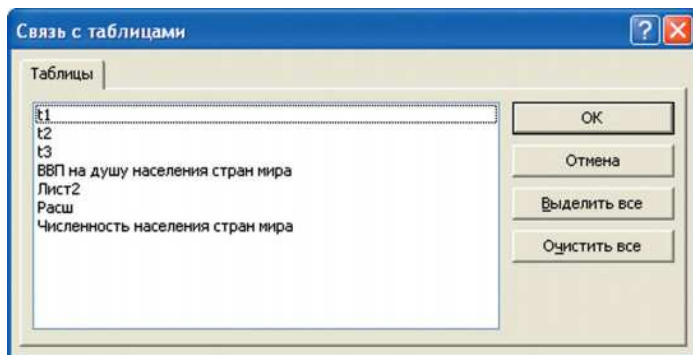 Связь с таблицами
Таблицы
t1
t2
t3
ВВП на душу населения стран мира
Лист2
Расш
Численность населения стран мира
ОК
Отмена
Выделить все
Очистить все